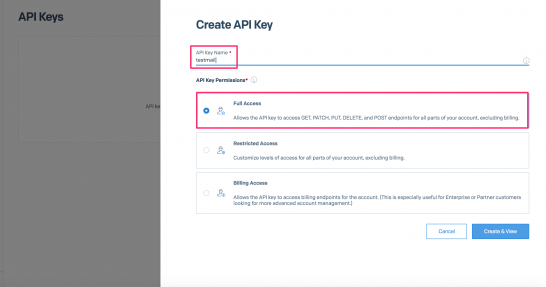 API Keys
Create API Key
API Key Name *
testmail
API Key Permissions*
Full Access
Allows the API key to access GET, PATCH, PUT, DELETE, and POST endpoints for all parts of your account, excluding billing.
Restricted Access
Customize levels of access for all parts of your account, excluding billing.
Billing Access
Allows the API key to access billing endpoints for the account. (This is especially useful for Enterprise or Partner customers
looking for more advanced account management.)
API ke
Cancel
Create & View